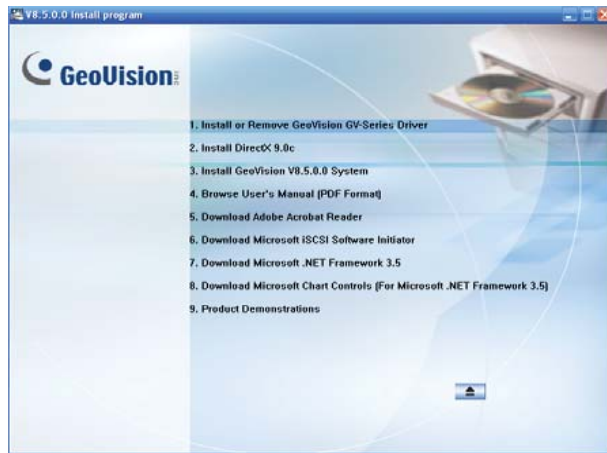 V8.5.0.0 Install program
GeoVision
1. Install or Remove GeoVision GV-Series Driver
2. Install DirectX 9.0c
3. Install GeoVision V8.5.0.0 System
4. Browse User's Manual (PDF Format)
5. Download Adobe Acrobat Reader
6. Download Microsoft iSCSI Software Initiator
7. Download Microsoft .NET Framework 3.5
8. Download Microsoft Chart Controls (For Microsoft .NET Framework 3.5)
9. Product Demonstrations